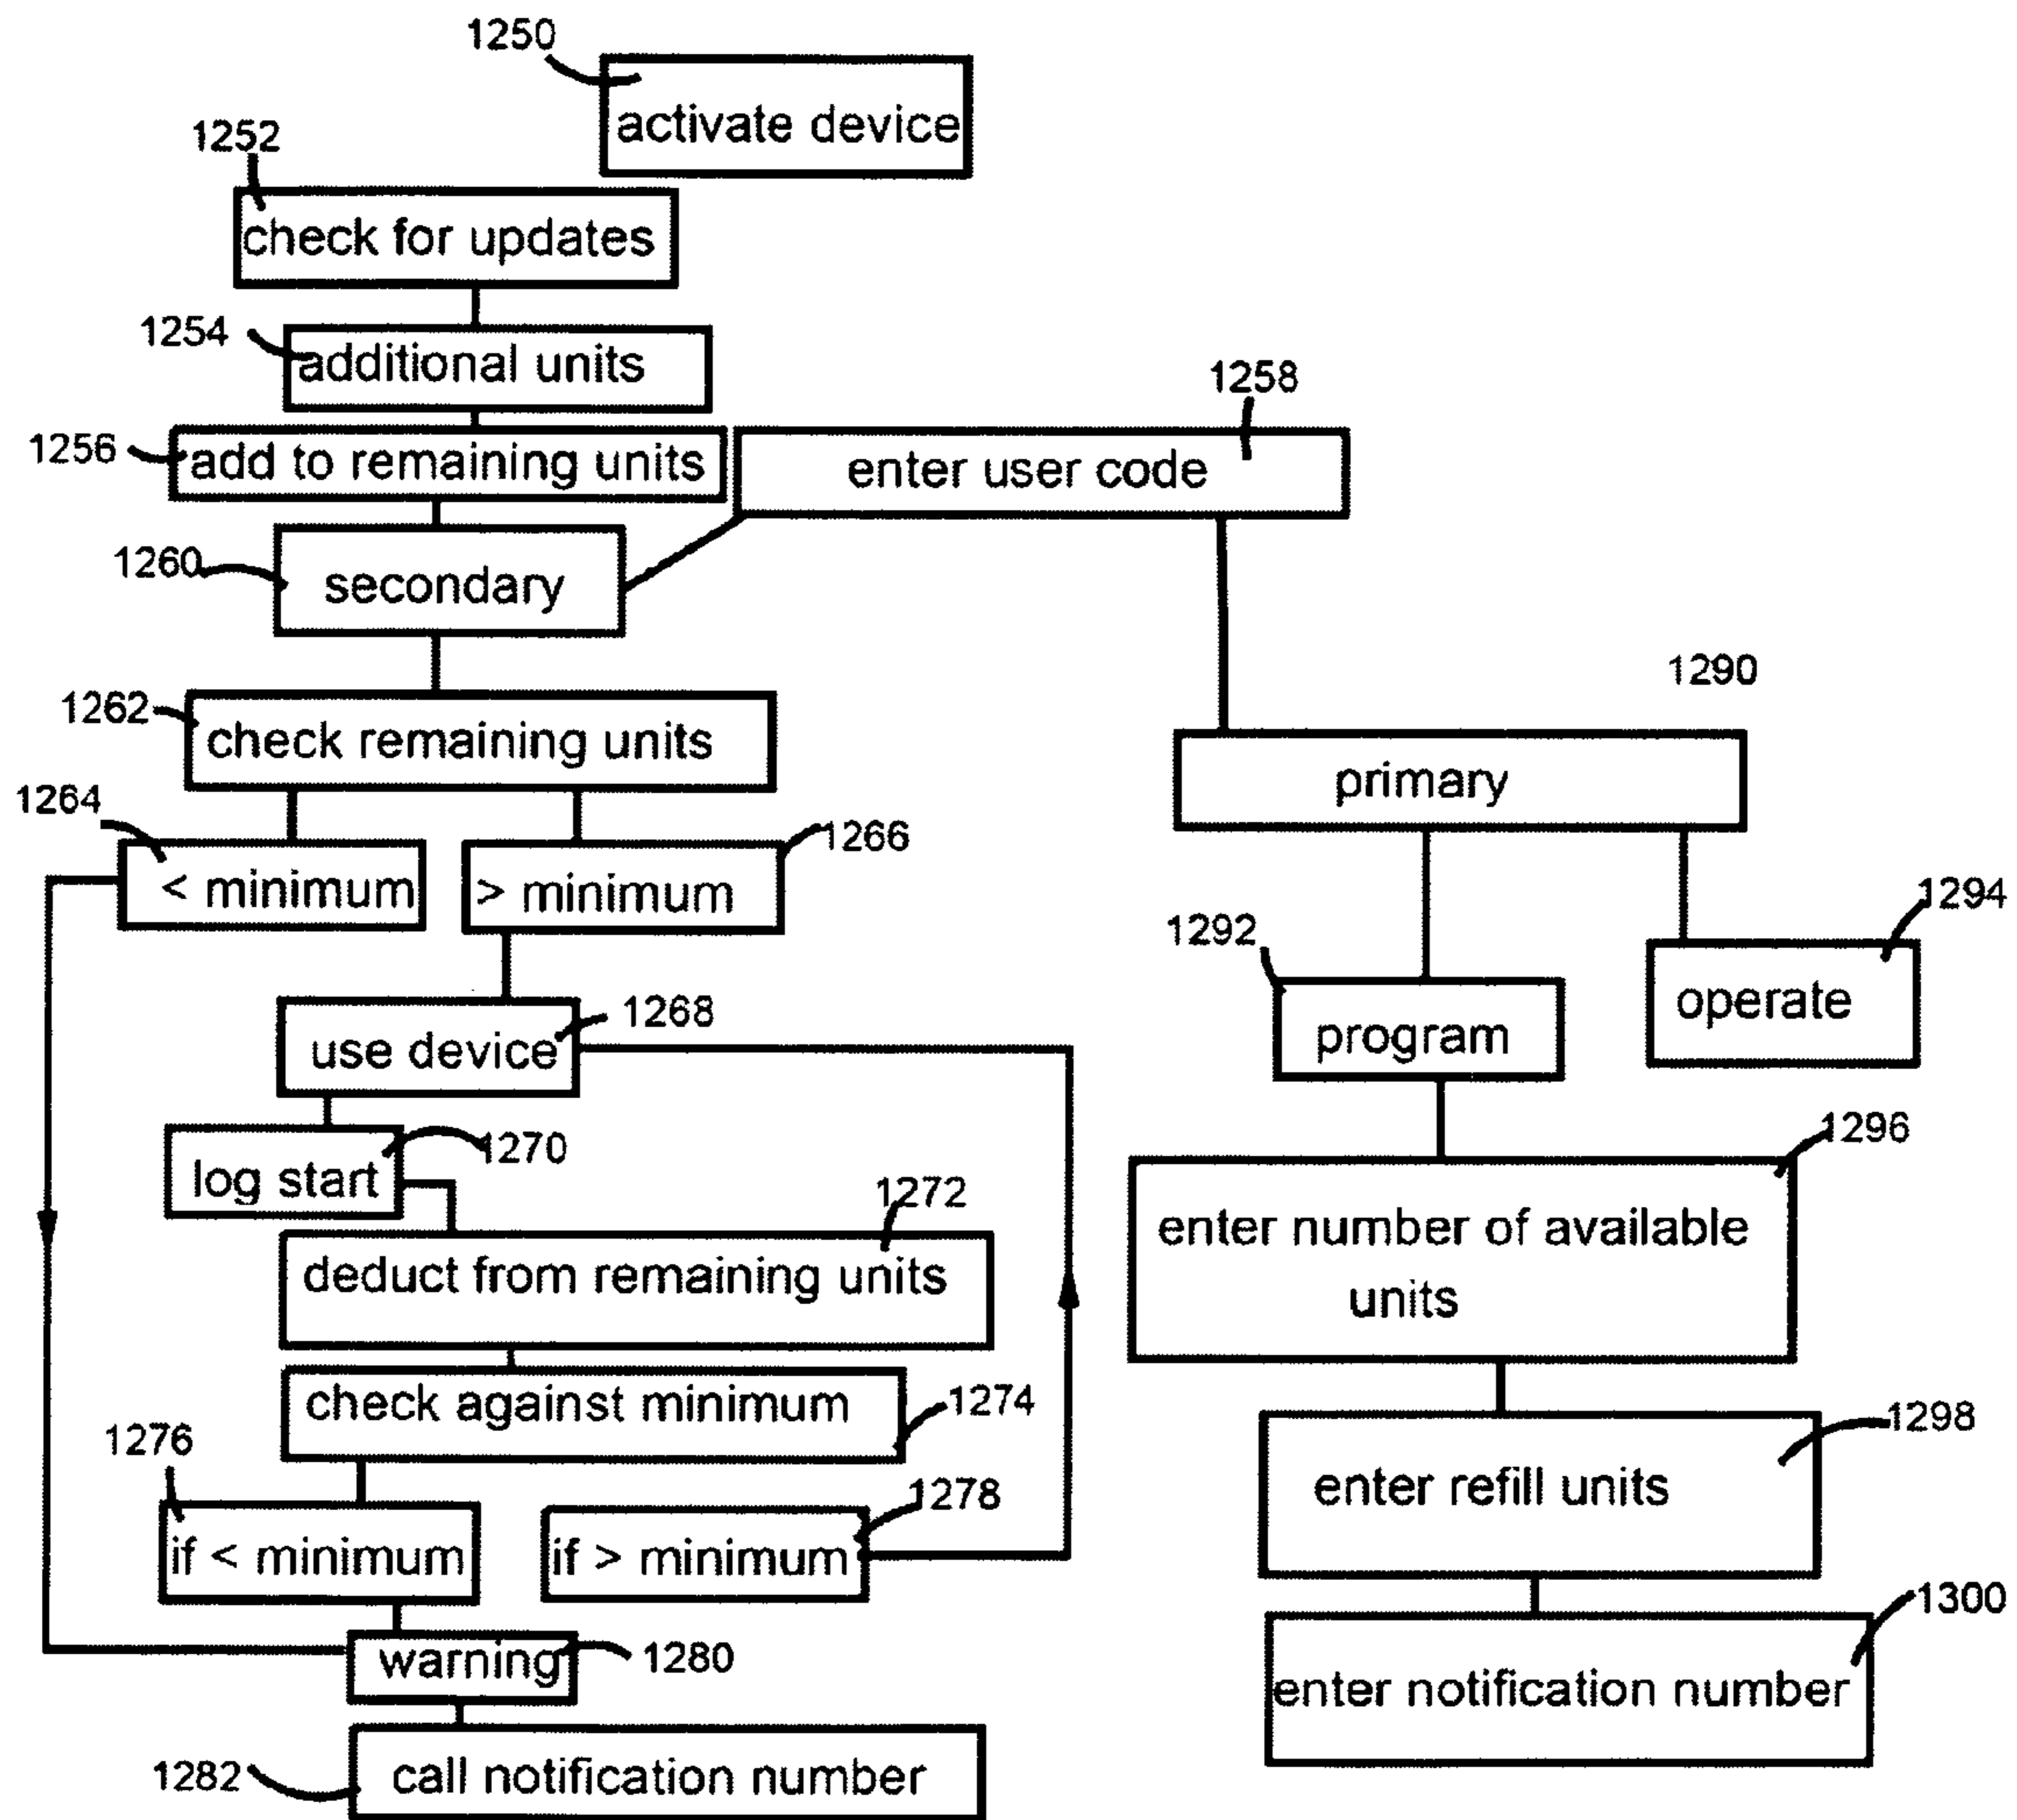 1250
activate device
1252
check for updates
1254
additional units
1258
1256
add to remaining units
enter user code
1260
secondary
1290
1262
check remaining units
primary
1264
1266
< minimum
> minimum
1294
1292
operate
1268
use device
program
1296
1270
log start
1272
enter number of available
units
deduct from remaining units
check against minimum
1274
1298
1276
enter refill units
1278
if < minimum
if > minimum
1300
warning
1280
enter notification number
1282
call notification number